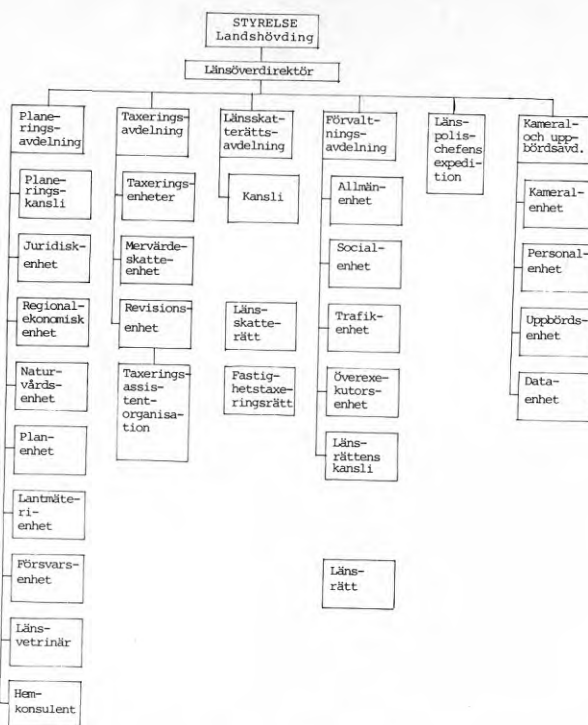 STYRELSE
Landshövding
Länsöverdirektör
Plane-
rings-
avdelning
Plane-
rings-
kansli
Juridisk-
enhet
Regional-
ekonomisk
enhet
Natur-
vårds-
enhet
Plan-
enhet
Lantmäte-
ri-
enhet
Försvars-
enhet
Läns-
vetrinär
Hem-
konsulent
Taxerings-
avdelning
Taxerings-
enheter
Mervärde-
skatte-
enhet
Revisions-
enhet
Taxerings-
assis-
tent-
organisa-
tion
Länsskat-
terätts-
avdelning
Kansli
Läns-
skatte-
rätt
Fastig-
hetstaxe-
ringsrätt
Förvalt-
nings-
avdelning
Allmän-
enhet
Social-
enhet
Trafik-
enhet
Överexe-
kutors-
enhet
Läns-
rättens
kansli
Läns-
rätt
Läns-
polis-
chefens
expedi-
tion
Kameral-
och upp-
bördsavd.
Kameral-
enhet
Personal-
enhet
Uppbörds-
enhet
Data-
enhet